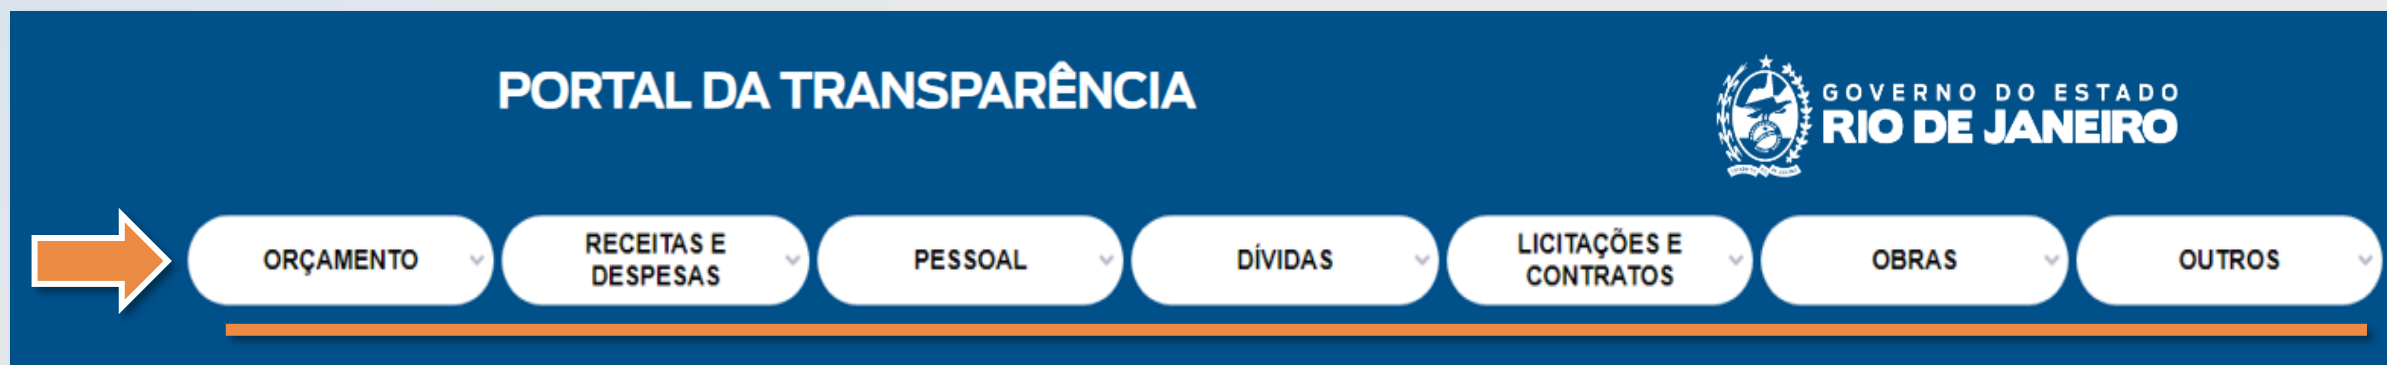 PORTAL DA TRANSPARÊNCIA
GOVERNO DO ESTADO
RIO DE JANEIRO
ORÇAMENTO
RECEITAS E
DESPESAS
PESSOAL
DÍVIDAS
LICITAÇÕES E
CONTRATOS
OBRAS
OUTROS